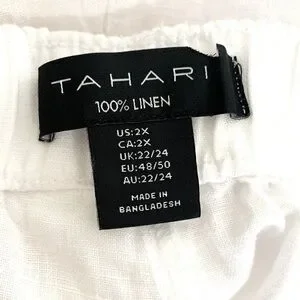 TAHARI
100% LINEN
US:2X
CA:2X
UK:22/24
EU:48/50
AU:22/24
MADE IN
BANGLADESH